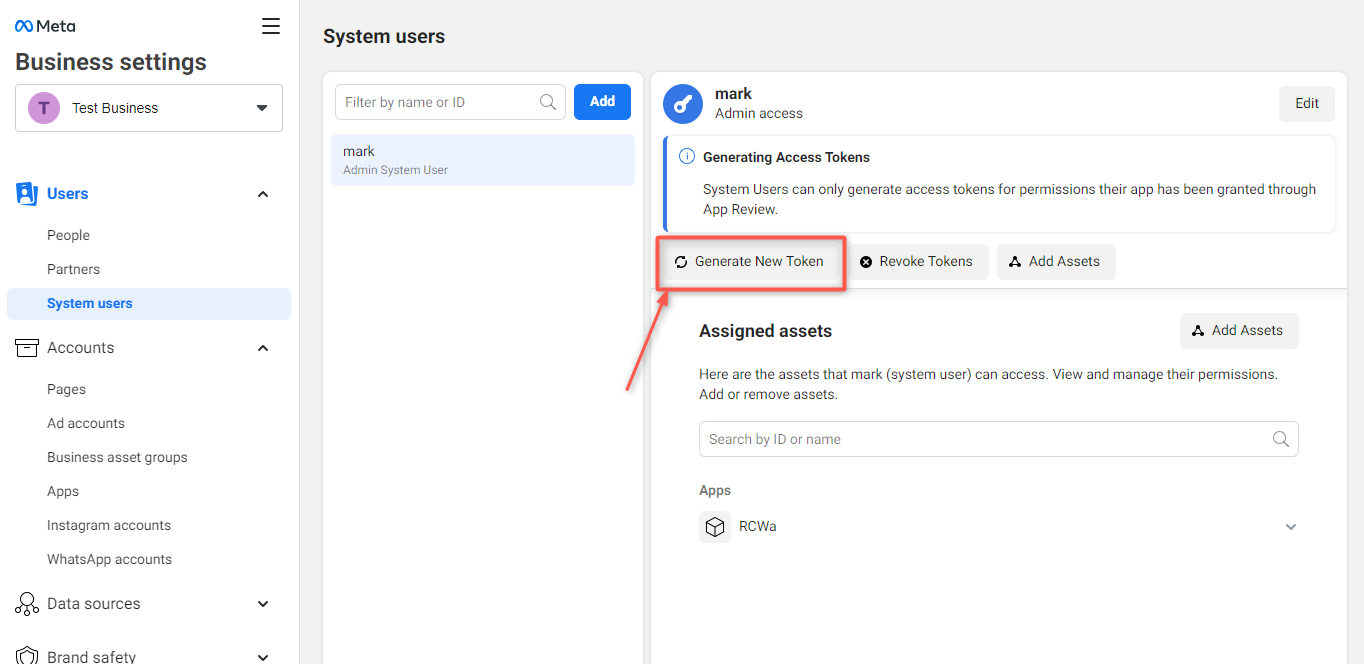 Meta
Business settings
T
Test Business
Users
People
Partners
System users
Accounts
Pages
Ad accounts
Business asset groups
Apps
Instagram accounts
WhatsApp accounts
Data sources
Brand safety
System users
Filter by name or ID
Add
mark
Admin System User
mark
Admin access
Edit
Generating Access Tokens
System Users can only generate access tokens for permissions their app has been granted through
App Review.
Generate New Token
Revoke Tokens
Add Assets
Assigned assets
Add Assets
Here are the assets that mark (system user) can access. View and manage their permissions.
Add or remove assets.
Search by ID or name
Apps
RCWa